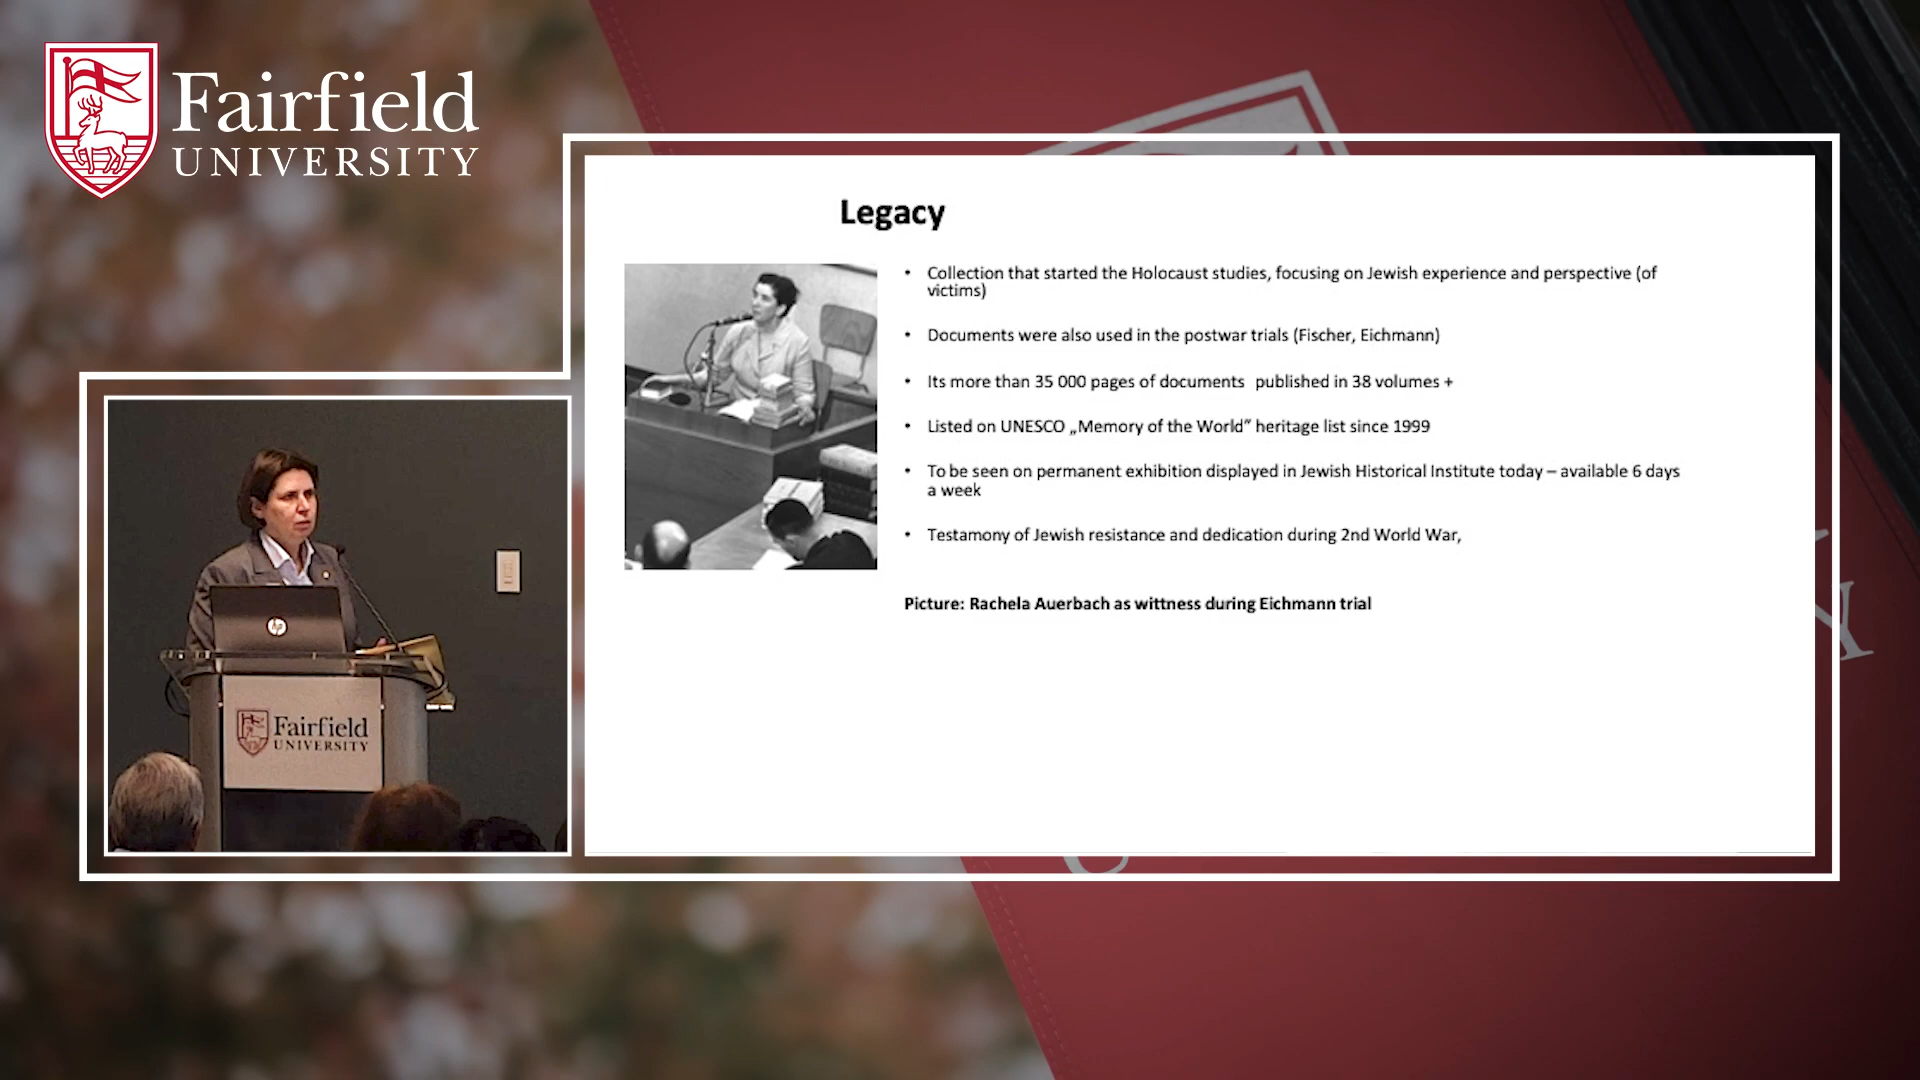 Fairfield
UNIVERSITY
Legacy
• Collection that started the Holocaust studies, focusing on Jewish experience and perspective (of
victims)
• Documents were also used in the postwar trials (Fischer, Eichmann)
• Its more than 35 000 pages of documents published in 38 volumes +
• Listed on UNESCO „Memory of the World” heritage list since 1999
• To be seen on permanent exhibition displayed in Jewish Historical Institute today – available 6 days
a week
• Testamony of Jewish resistance and dedication during 2nd World War,
Picture: Rachela Auerbach as wittness during Eichmann trial
hp
Fairfield
UNIVERSITY